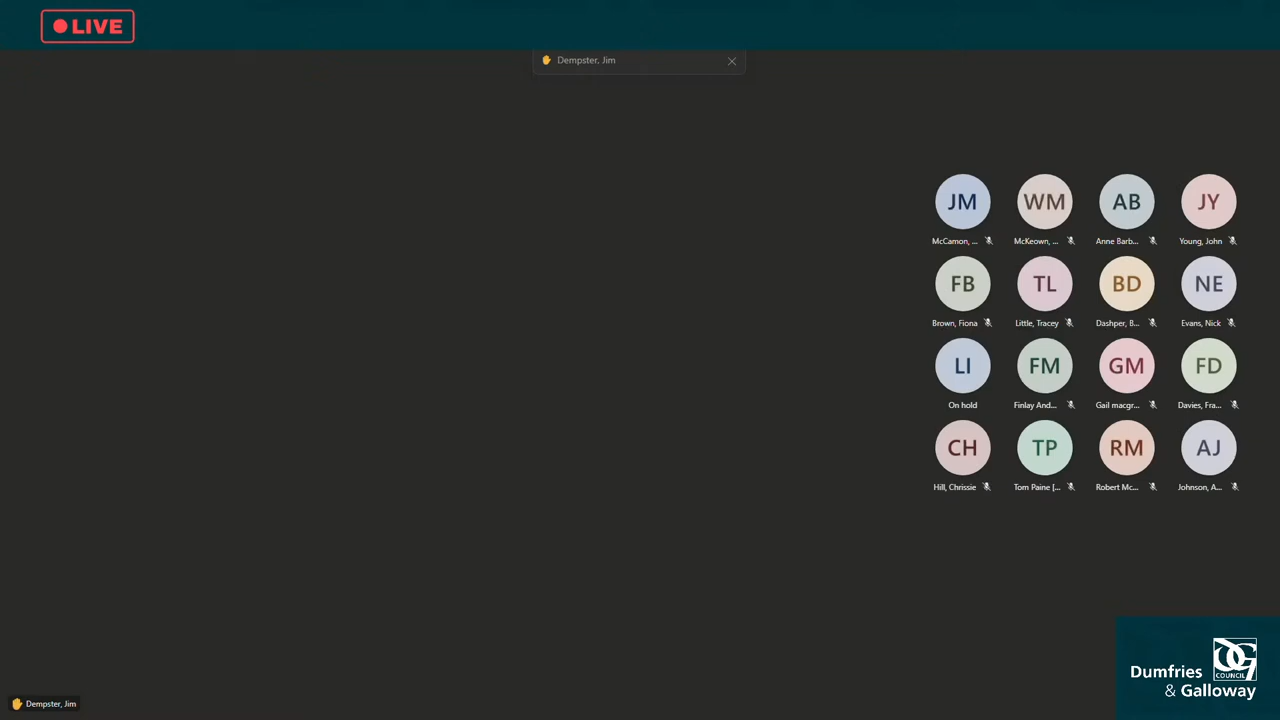 LIVE
Dempster, Jim
JM WM AB JY
McCamon, ... McKeown, ... Anne Barb... Young, John
FB TL BD NE
Brown, Fiona Little, Tracey Dashper, B... Evans, Nick
LI FM GM FD
On hold Finlay And... Gail macgr... Davies, Fra...
CH TP RM AJ
Hill, Chrissie Tom Paine [... Robert Mc... Johnson, A...
Dumfries
COUNCIL
& Galloway
Dempster, Jim